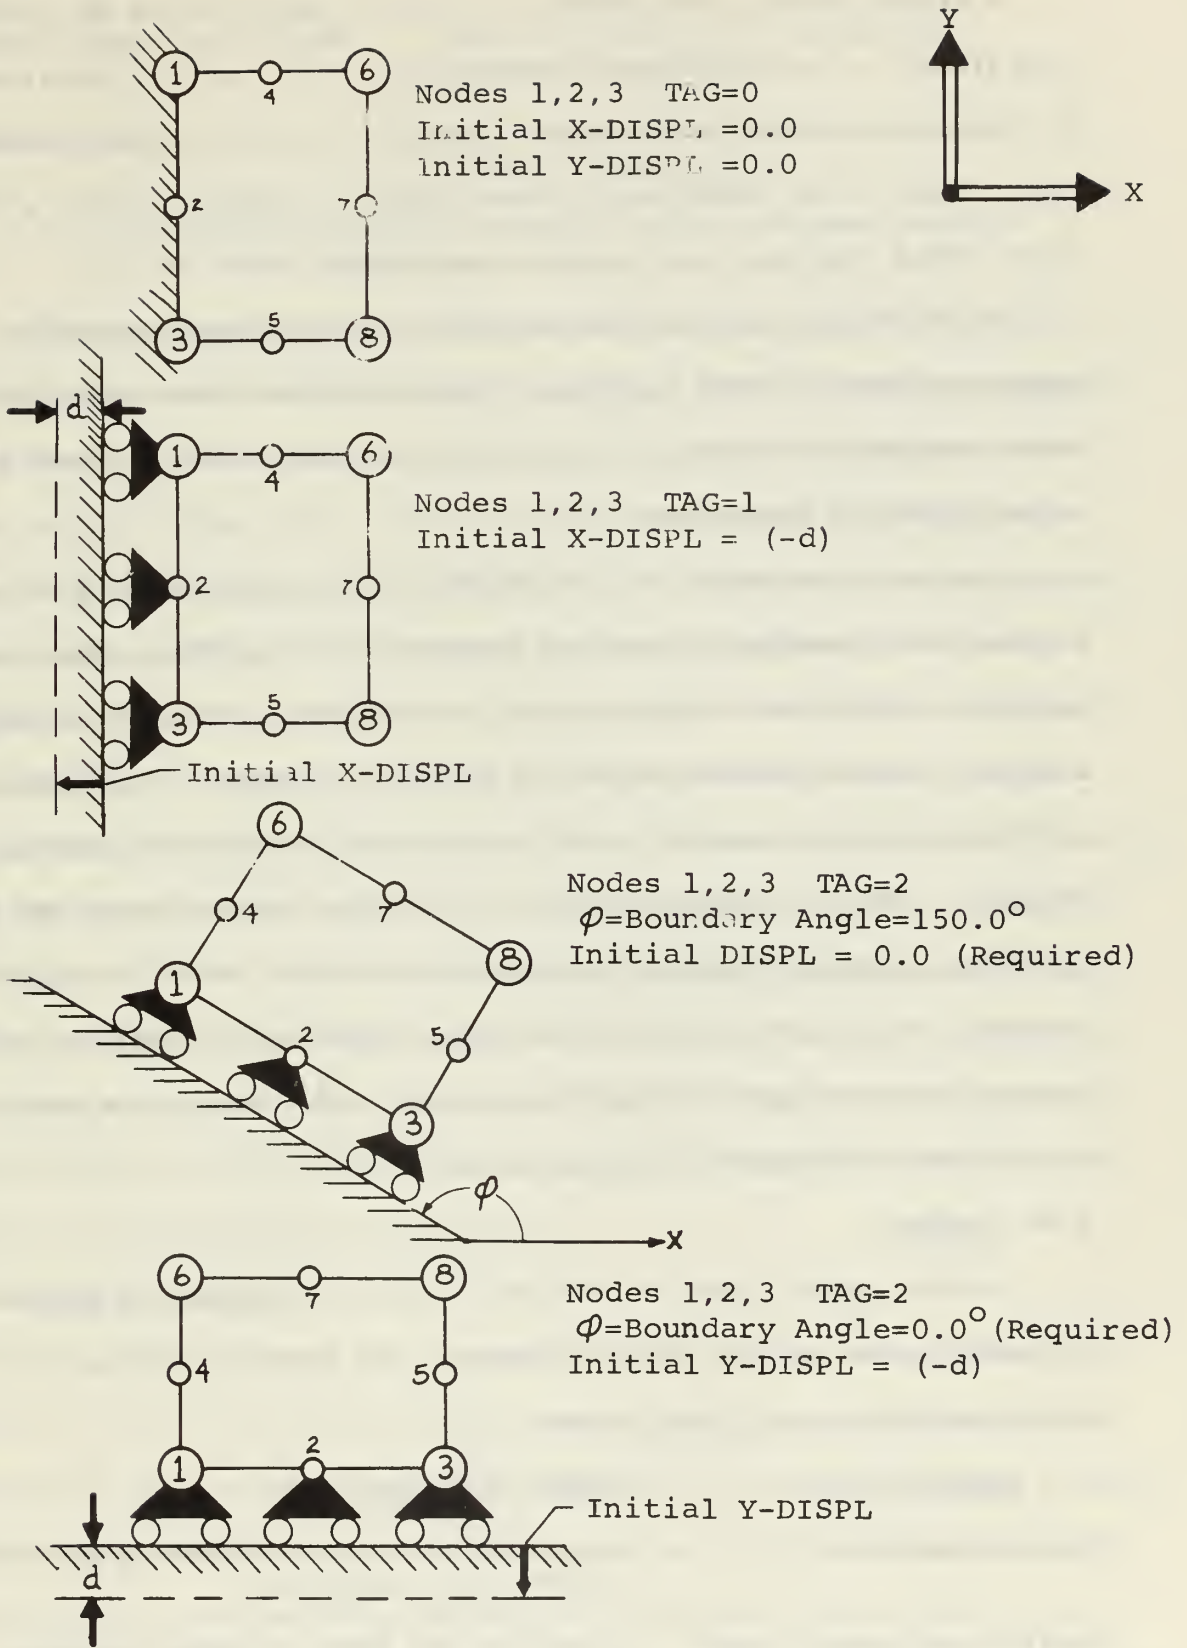 Y
X
1
4
6
2
7
3
5
8
Nodes 1,2,3 TAG=0
Initial X-DISPL =0.0
Initial Y-DISPL =0.0
d
1
4
6
2
7
3
5
8
Nodes 1,2,3 TAG=1
Initial X-DISPL = (-d)
Initial X-DISPL
6
4
7
1
8
2
5
3
φ
X
Nodes 1,2,3 TAG=2
φ=Boundary Angle=150.0°
Initial DISPL = 0.0 (Required)
6
7
8
4
5
1
2
3
Nodes 1,2,3 TAG=2
φ=Boundary Angle=0.0° (Required)
Initial Y-DISPL = (-d)
Initial Y-DISPL
d